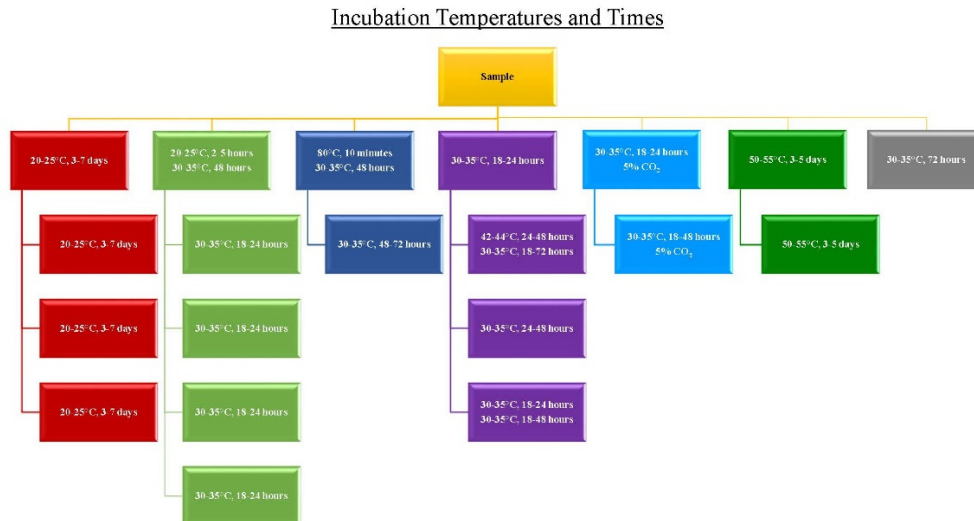 Incubation Temperatures and Times
Sample
20-25°C, 3-7 days
20-25°C, 2-5 hours
30-35°C, 48 hours
80°C, 10 minutes
30-35°C, 48 hours
30-35°C, 18-24 hours
30-35°C, 18-24 hours
5% CO₂
50-55°C, 3-5 days
30-35°C, 72 hours
20-25°C, 3-7 days
30-35°C, 18-24 hours
30-35°C, 48-72 hours
42-44°C, 24-48 hours
30-35°C, 18-72 hours
30-35°C, 18-48 hours
5% CO₂
50-55°C, 3-5 days
20-25°C, 3-7 days
30-35°C, 18-24 hours
30-35°C, 24-48 hours
20-25°C, 3-7 days
30-35°C, 18-24 hours
30-35°C, 18-24 hours
30-35°C, 18-48 hours
30-35°C, 18-24 hours